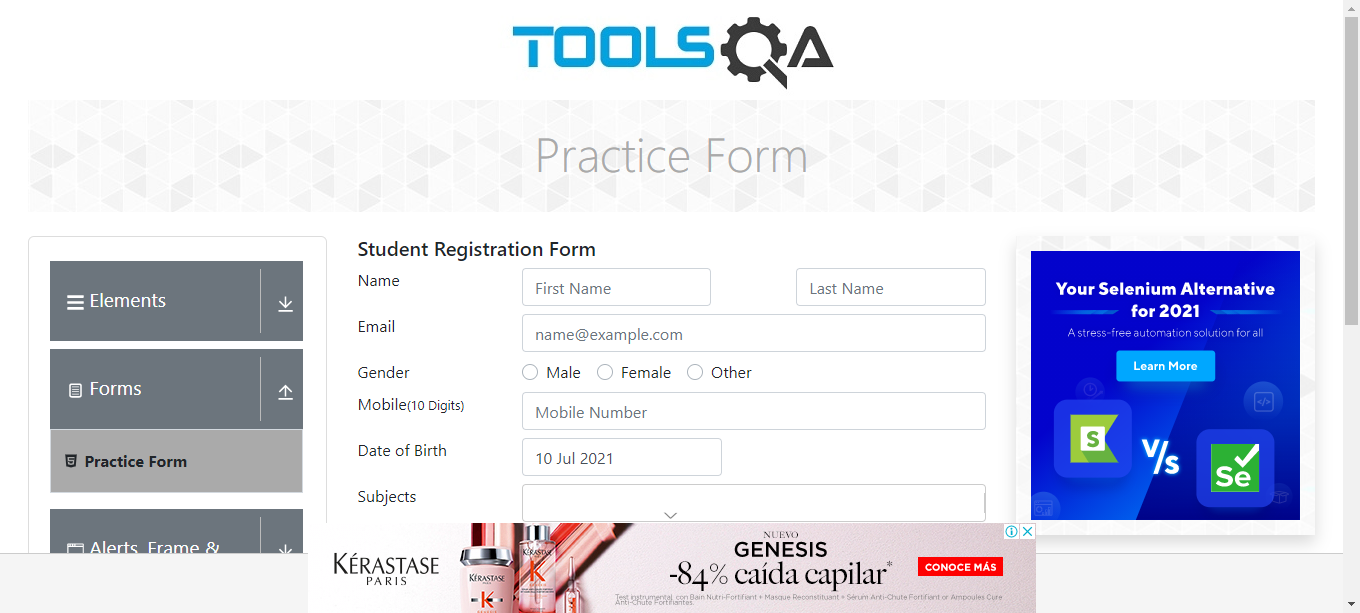 TOOLSQA
Practice Form
Elements
Forms
Practice Form
Alerts, Frame &
Student Registration Form
Name
First Name
Last Name
Email
name@example.com
Gender
Male
Female
Other
Mobile(10 Digits)
Mobile Number
Date of Birth
10 Jul 2021
Subjects
Your Selenium Alternative
for 2021
A stress-free automation solution for all
Learn More
S
V/s
Se
KÉRASTASE
PARIS
KÉRASTASE
KÉRASTASE
K
K
NUEVO
GENESIS
-84% caída capilar*
CONOCE MÁS
Test instrumental, con Bain Nutri-Fortifiant + Masque Reconstituant + Sérum Anti-Chute Fortifiant or Ampoules Cure
Anti-Chute Fortifiantes.